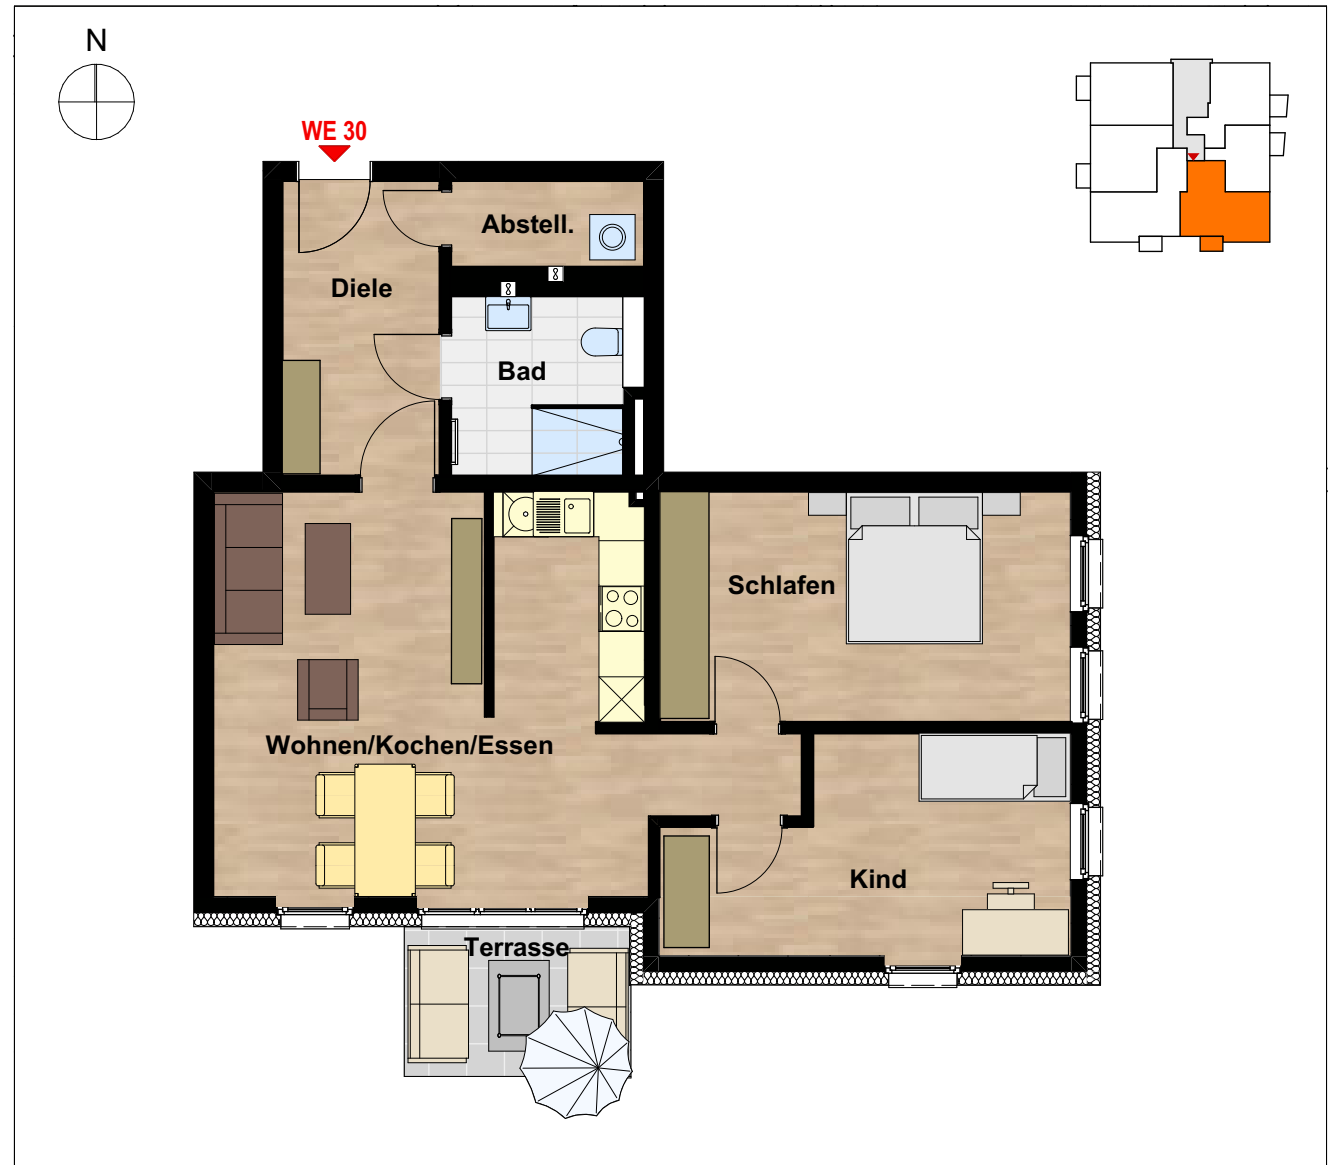 N
WE 30
Abstell.
Diele
Bad
Schlafen
Wohnen/Kochen/Essen
Kind
Terrasse